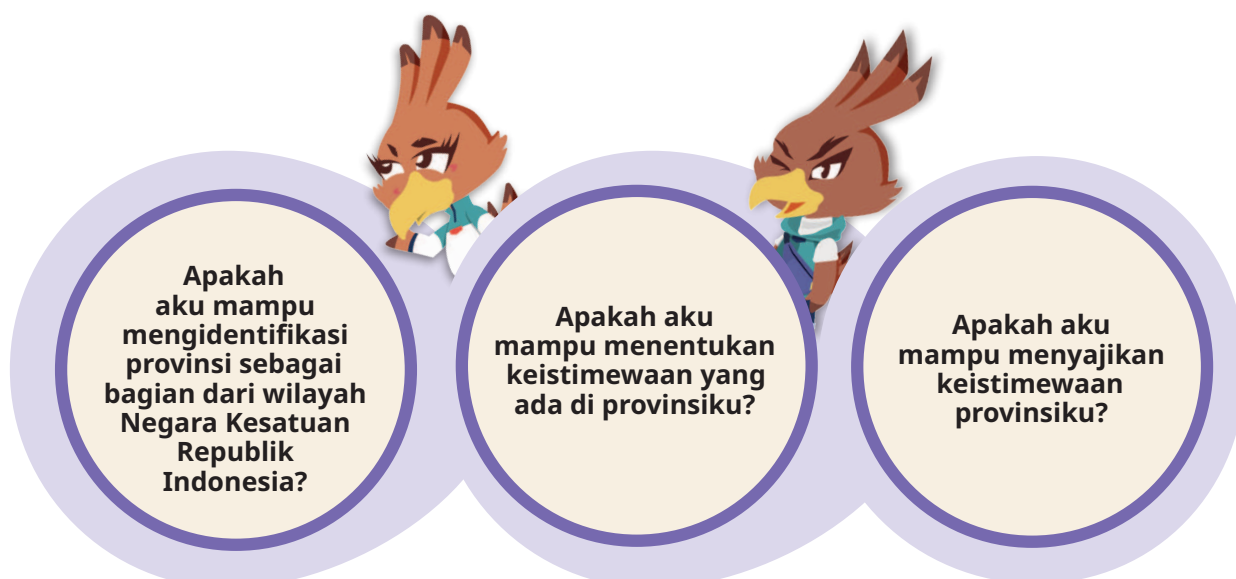 Apakah
aku mampu
mengidentifikasi
provinsi sebagai
bagian dari wilayah
Negara Kesatuan
Republik
Indonesia?
Apakah aku
mampu menentukan
keistimewaan yang
ada di provinsiku?
Apakah aku
mampu menyajikan
keistimewaan
provinsiku?